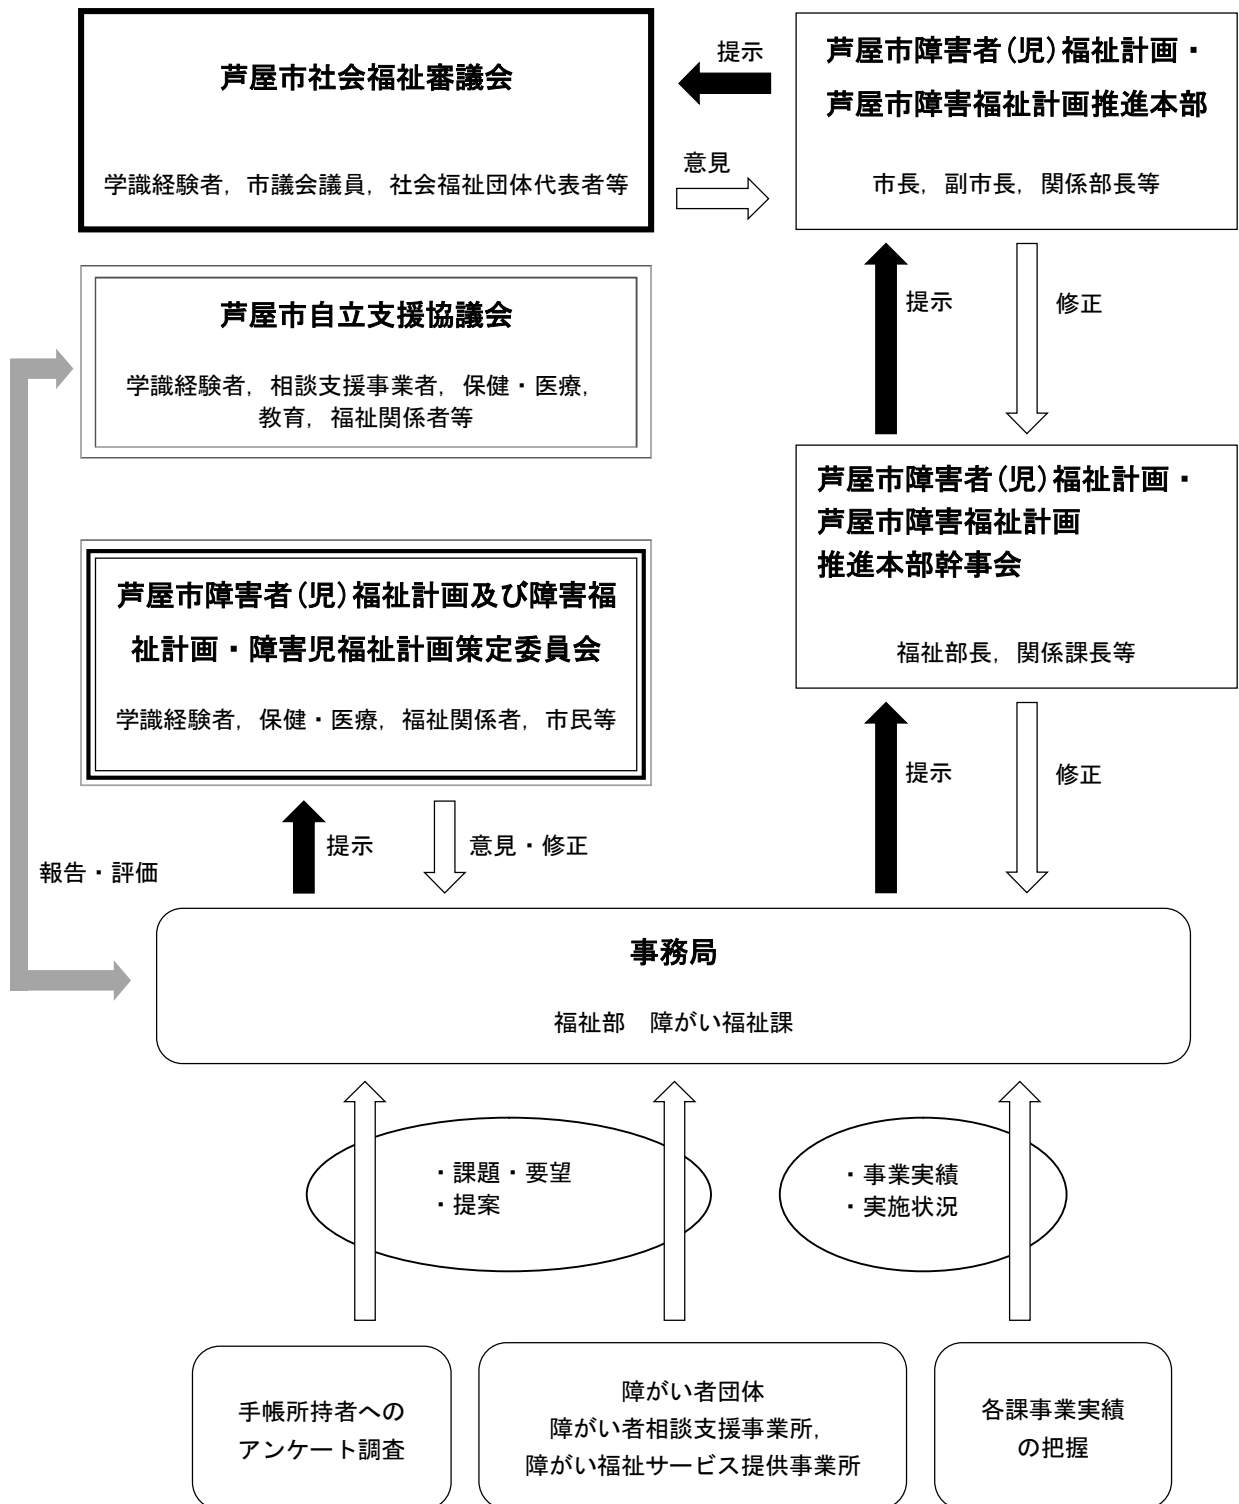 芦屋市社会福祉審議会
学識経験者，市議会議員，社会福祉団体代表者等
提示
意見
芦屋市障害者（児）福祉計画・
芦屋市障害福祉計画推進本部
市長，副市長，関係部長等
芦屋市自立支援協議会
学識経験者，相談支援事業者，保健・医療，
教育，福祉関係者等
提示
修正
芦屋市障害者（児）福祉計画・
芦屋市障害福祉計画
推進本部幹事会
福祉部長，関係課長等
芦屋市障害者（児）福祉計画及び障害福
祉計画・障害児福祉計画策定委員会
学識経験者，保健・医療，福祉関係者，市民等
提示
修正
提示
意見・修正
報告・評価
事務局
福祉部　障がい福祉課
・課題・要望
・提案
・事業実績
・実施状況
手帳所持者への
アンケート調査
障がい者団体
障がい者相談支援事業所，
障がい福祉サービス提供事業所
各課事業実績
の把握